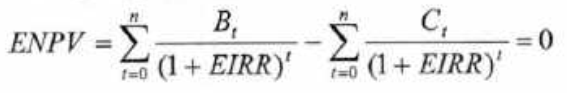 ENPV = \sum_{t=0}^{n} \frac{B_t}{(1 + EIRR)^t} - \sum_{t=0}^{n} \frac{C_t}{(1 + EIRR)^t} = 0